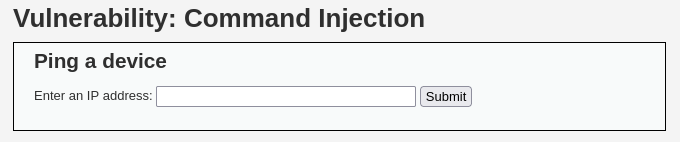 Vulnerability: Command Injection
Ping a device
Enter an IP address: Submit